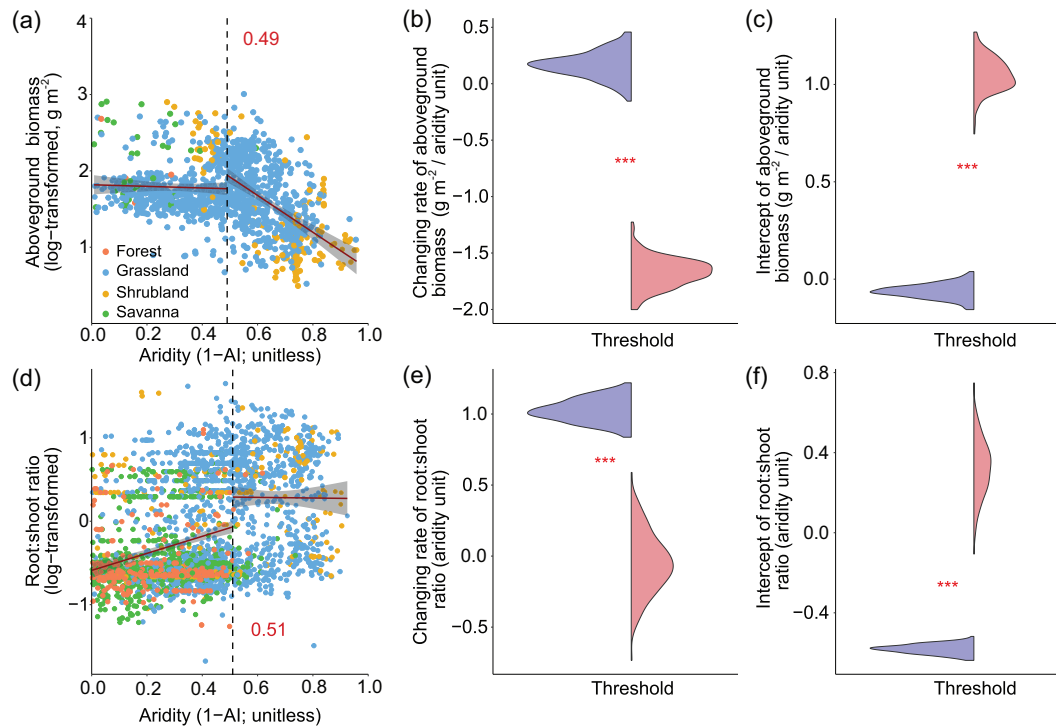 (a)
Aboveground biomass
(log−transformed, g m-2)
4
3
2
1
0.49
Forest
Grassland
Shrubland
Savanna
0.0 0.2 0.4 0.6 0.8 1.0
Aridity (1−AI; unitless)
(b)
Changing rate of aboveground
biomass (g m-2 / aridity unit)
0.5
0.0
−0.5
−1.0
−1.5
−2.0
***
Threshold
(c)
Intercept of aboveground
biomass (g m-2 / aridity unit)
1.0
0.5
0.0
***
Threshold
(d)
Root:shoot ratio
(log−transformed)
1
0
−1
0.51
0.0 0.2 0.4 0.6 0.8 1.0
Aridity (1−AI; unitless)
(e)
Changing rate of root:shoot
ratio (aridity unit)
1.0
0.5
0.0
−0.5
***
Threshold
(f)
Intercept of root:shoot
ratio (aridity unit)
0.8
0.4
0.0
−0.4
***
Threshold